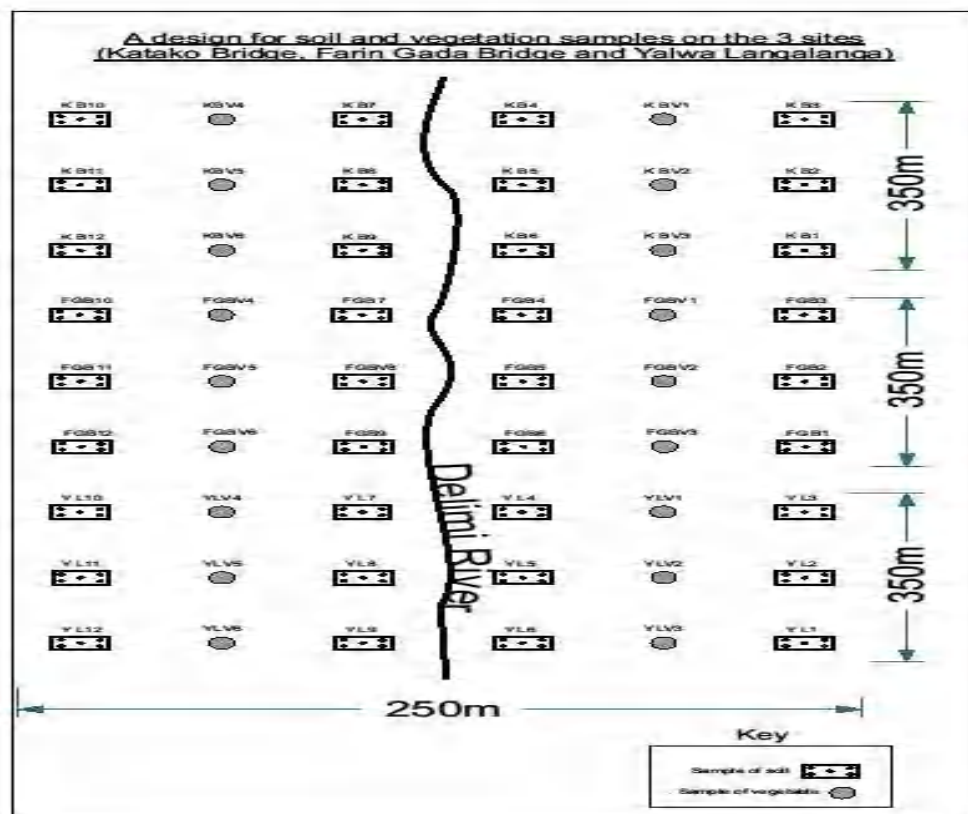 A design for soil and vegetation samples on the 3 sites
(Katako Bridge, Farin Gada Bridge and Yalwa Langalanga)
KB10 KBV4 KB7 KB4 KBV1 KB3
KB11 KBV5 KB8 KB5 KBV2 KB2
KB12 KBV6 KB9 KB6 KBV3 KB1
350m
FGB10 FGBV4 FGB7 FGB4 FGBV1 FGB3
FGB11 FGBV5 FGBV8 FGB5 FGBV2 FGB2
FGB12 FGBV6 FGB9 FGB6 FGBV3 FGB1
350m
YL10 YLV4 YL7 YL4 YLV1 YL3
YL11 YLV5 YL8 YL5 YLV2 YL2
YL12 YLV6 YL9 YL6 YLV3 YL1
350m
Delimi River
250m
Key
Sample of soil
Sample of vegetable